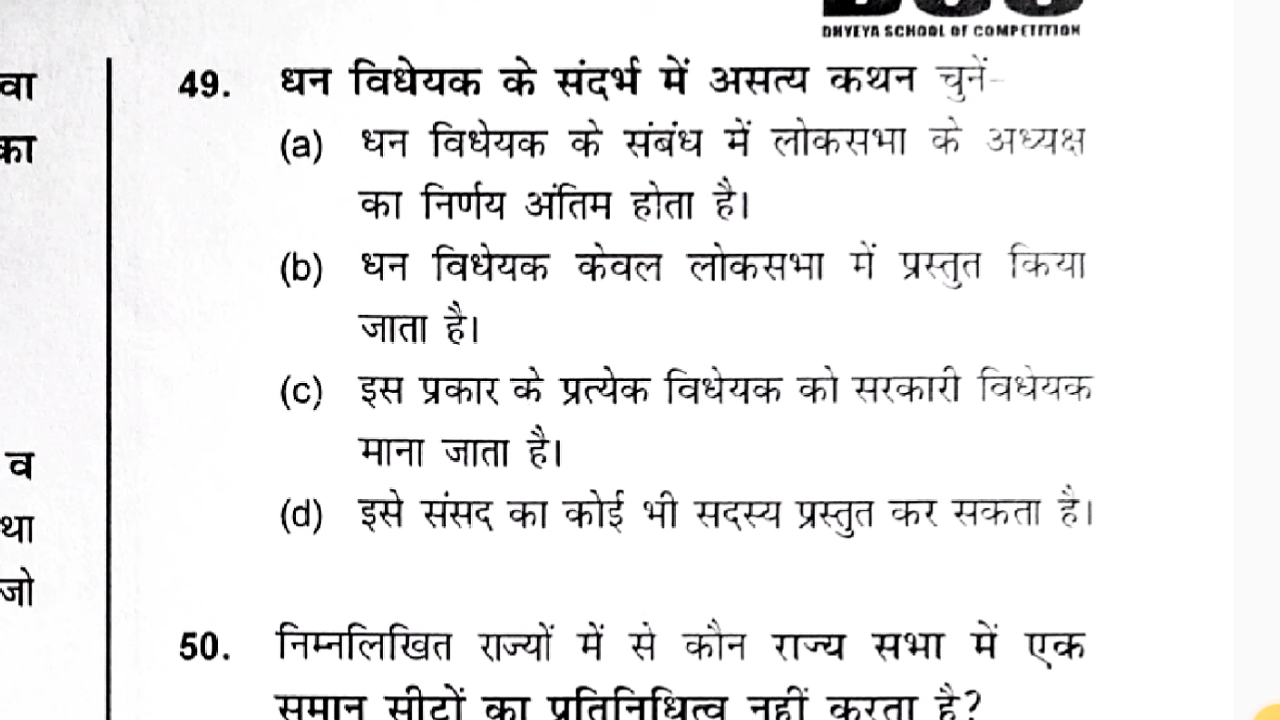 DHYEYA SCHOOL OF COMPETITION
वा
का
व
था
जो
49. धन विधेयक के संदर्भ में असत्य कथन चुनें-
(a) धन विधेयक के संबंध में लोकसभा के अध्यक्ष
का निर्णय अंतिम होता है।
(b) धन विधेयक केवल लोकसभा में प्रस्तुत किया
जाता है।
(c) इस प्रकार के प्रत्येक विधेयक को सरकारी विधेयक
माना जाता है।
(d) इसे संसद का कोई भी सदस्य प्रस्तुत कर सकता है।
50. निम्नलिखित राज्यों में से कौन राज्य सभा में एक
समान सीटों का प्रतिनिधित्व नहीं करता है?